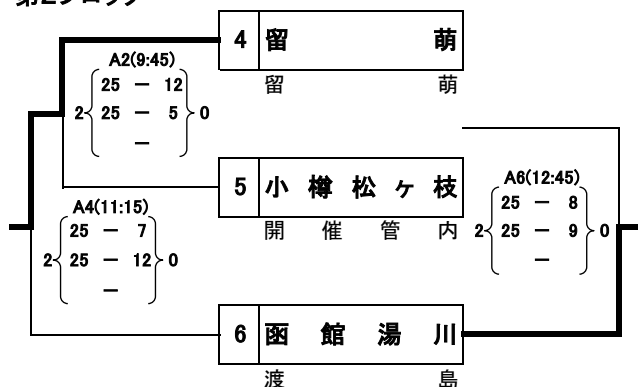 第2ブロック
4 留 萌
留 萌
A2(9:45)
25 － 12
2 25 － 5 0
－
5 小 樽 松 ヶ 枝
開 催 管 内
A4(11:15)
25 － 7
2 25 － 12 0
－
A6(12:45)
25 － 8
2 25 － 9 0
－
6 函 館 湯 川
渡 島